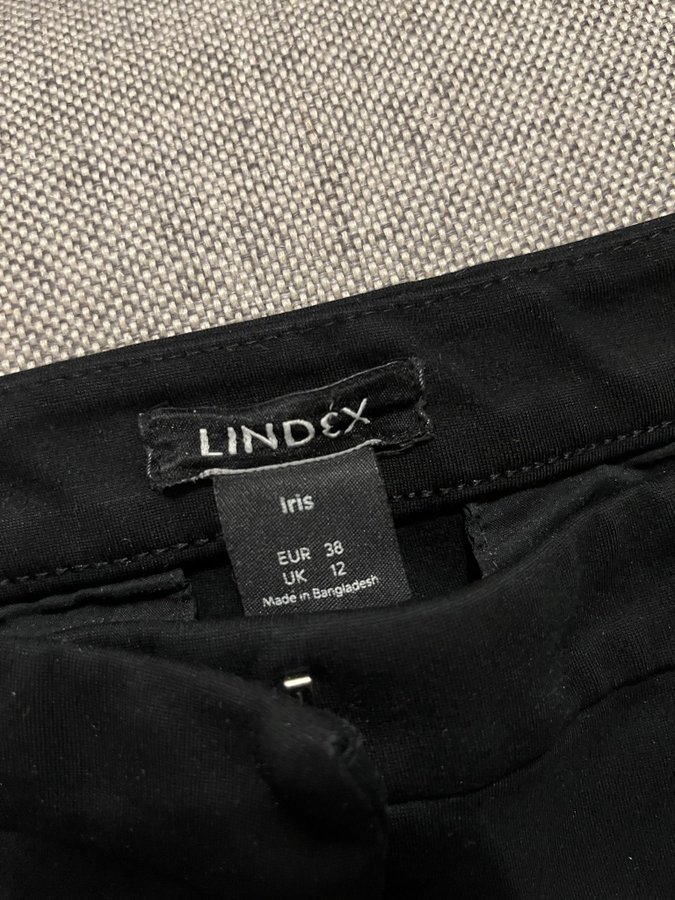 LINDEX
Iris
EUR 38
UK 12
Made in Bangladesh